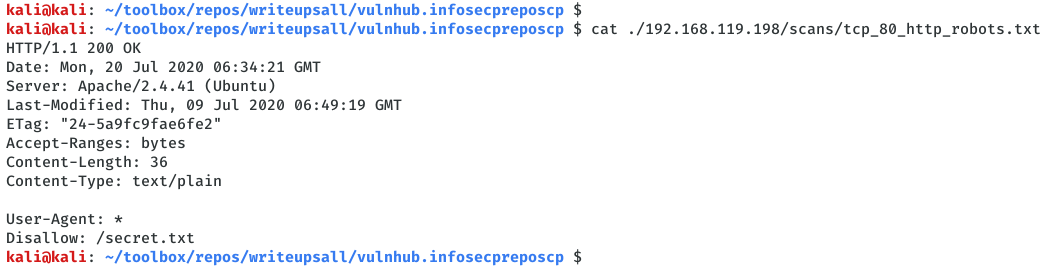 kali@kali: ~/toolbox/repos/writeupsall/vulnhub.infosecpreposcp $
kali@kali: ~/toolbox/repos/writeupsall/vulnhub.infosecpreposcp $ cat ./192.168.119.198/scans/tcp_80_http_robots.txt
HTTP/1.1 200 OK
Date: Mon, 20 Jul 2020 06:34:21 GMT
Server: Apache/2.4.41 (Ubuntu)
Last-Modified: Thu, 09 Jul 2020 06:49:19 GMT
ETag: "24-5a9fc9fae6fe2"
Accept-Ranges: bytes
Content-Length: 36
Content-Type: text/plain

User-Agent: *
Disallow: /secret.txt
kali@kali: ~/toolbox/repos/writeupsall/vulnhub.infosecpreposcp $